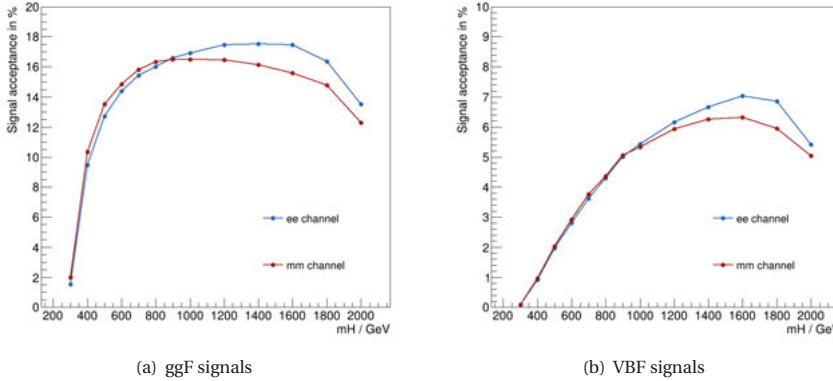 Signal acceptance in %
20
18
16
14
12
10
8
6
4
2
0
ee channel
mm channel
200 400 600 800 1000 1200 1400 1600 1800 2000
mH / GeV
(a) ggF signals
Signal acceptance in %
10
9
8
7
6
5
4
3
2
1
0
ee channel
mm channel
200 400 600 800 1000 1200 1400 1600 1800 2000
mH / GeV
(b) VBF signals